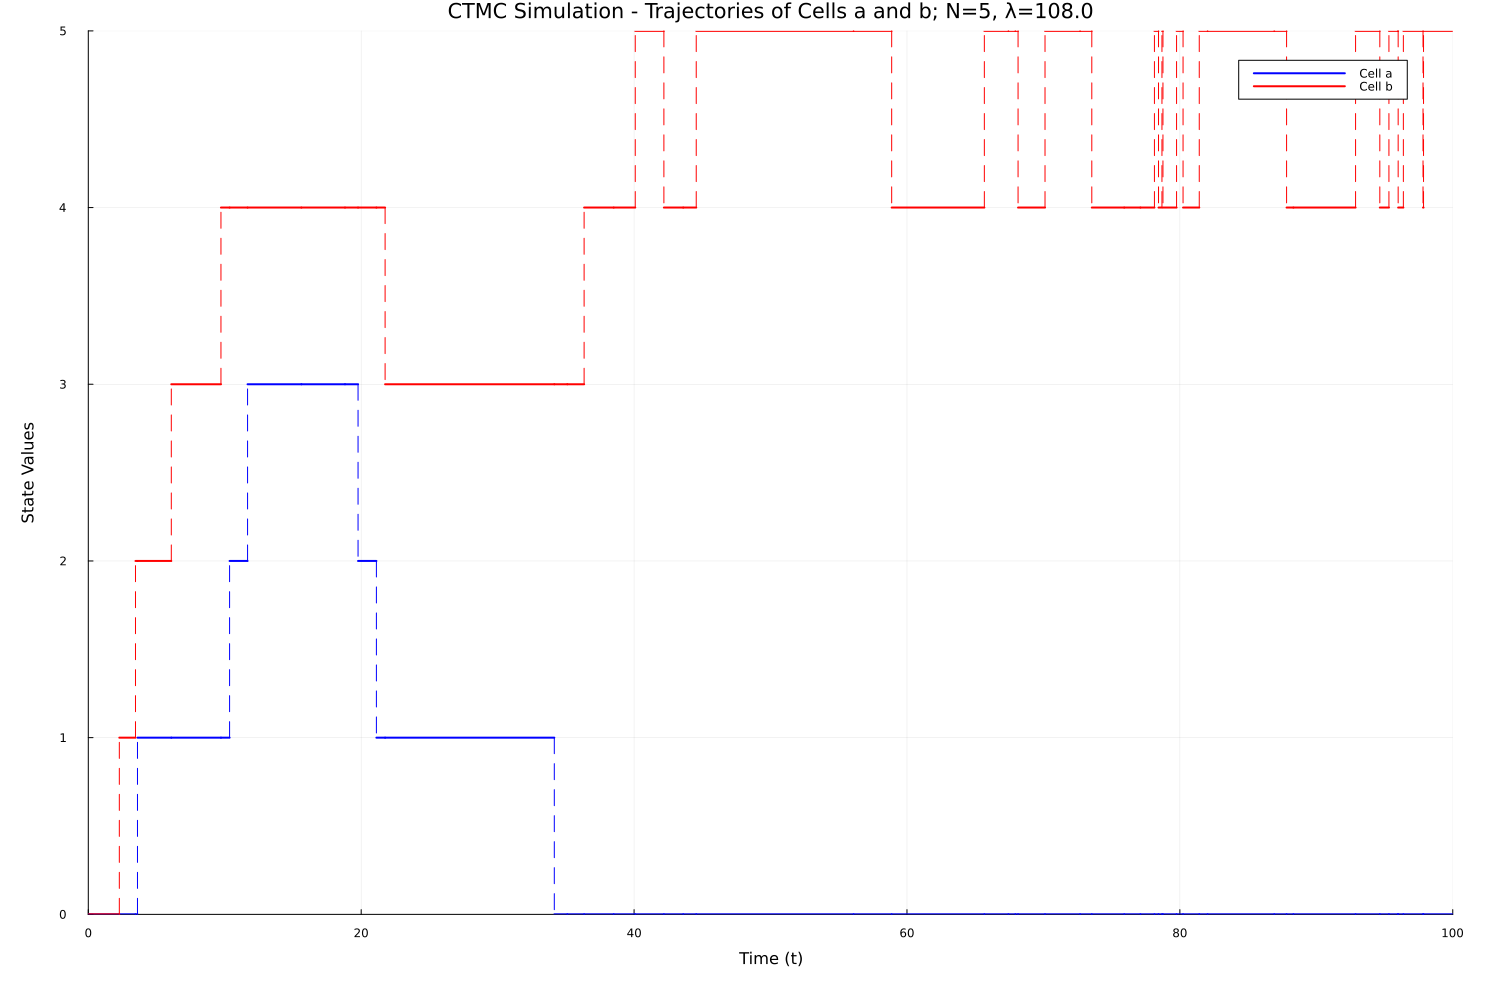 CTMC Simulation - Trajectories of Cells a and b; N=5, λ=108.0
5
Cell a
Cell b
4
3
State Values
2
1
0
0 20 40 60 80 100
Time (t)